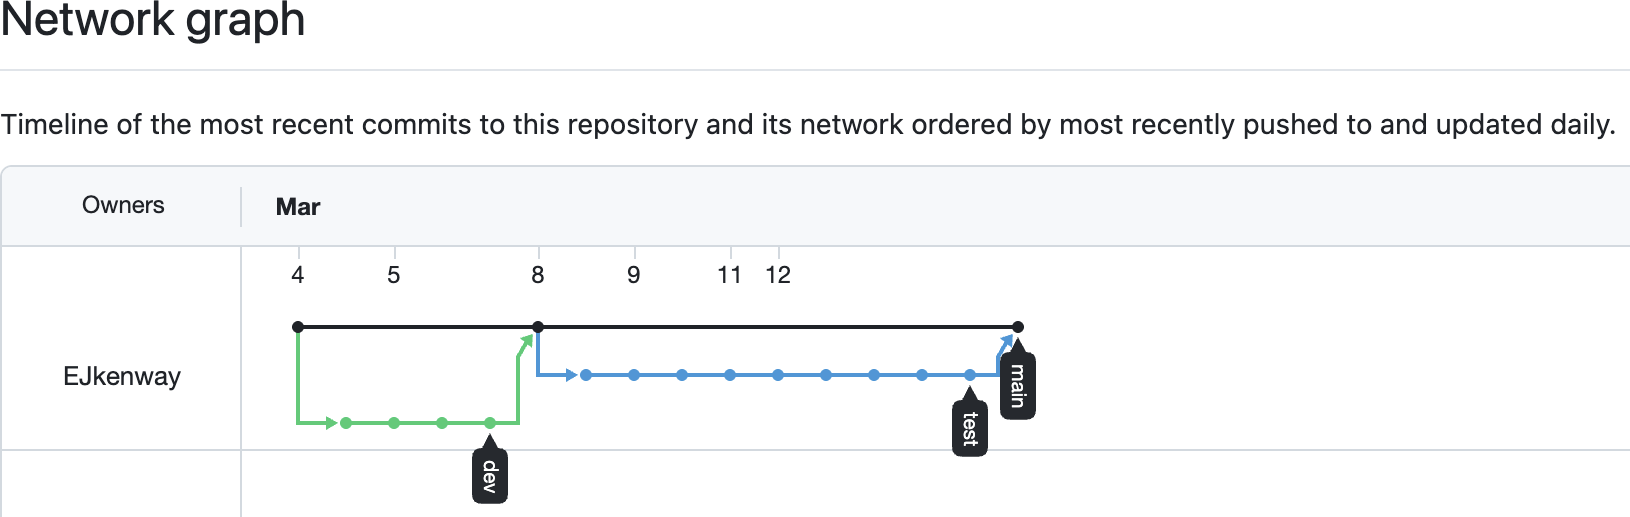 Network graph
Timeline of the most recent commits to this repository and its network ordered by most recently pushed to and updated daily.
Owners
Mar
4 5 8 9 11 12
EJkenway
main
test
dev